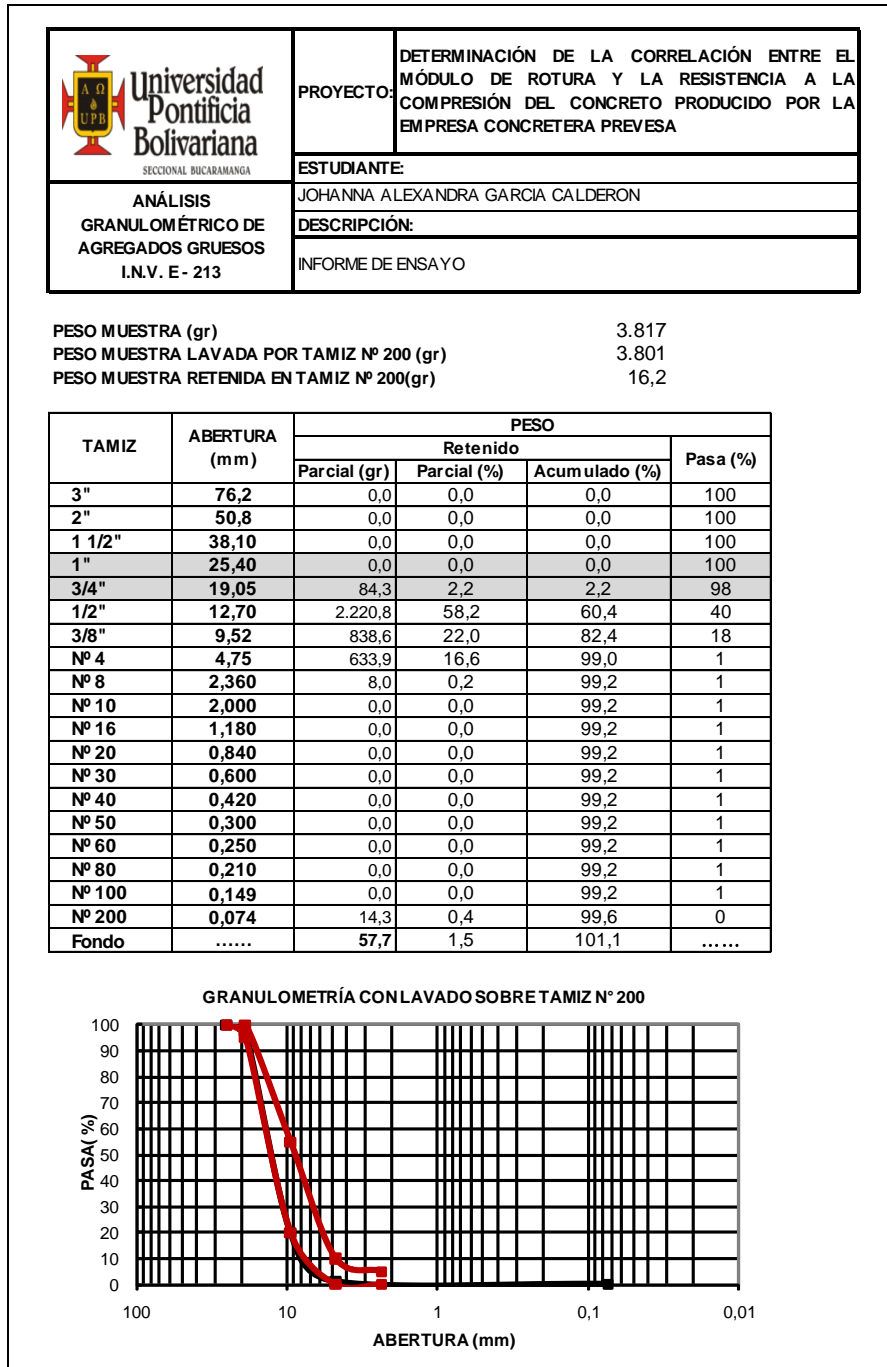 Universidad
Pontificia
Bolivariana
SECCIONAL BUCARAMANGA
Α Ω
UPB
PROYECTO:
DETERMINACIÓN DE LA CORRELACIÓN ENTRE EL
MÓDULO DE ROTURA Y LA RESISTENCIA A LA
COMPRESIÓN DEL CONCRETO PRODUCIDO POR LA
EMPRESA CONCRETERA PREVESA
ESTUDIANTE:
JOHANNA ALEXANDRA GARCIA CALDERON
ANÁLISIS
GRANULOMÉTRICO DE
AGREGADOS GRUESOS
I.N.V. E - 213
DESCRIPCIÓN:
INFORME DE ENSAYO
PESO MUESTRA (gr) 3.817
PESO MUESTRA LAVADA POR TAMIZ Nº 200 (gr) 3.801
PESO MUESTRA RETENIDA EN TAMIZ Nº 200(gr) 16,2
TAMIZ ABERTURA (mm) PESO
Retenido Pasa (%)
Parcial (gr) Parcial (%) Acumulado (%)
3" 76,2 0,0 0,0 0,0 100
2" 50,8 0,0 0,0 0,0 100
1 1/2" 38,10 0,0 0,0 0,0 100
1" 25,40 0,0 0,0 0,0 100
3/4" 19,05 84,3 2,2 2,2 98
1/2" 12,70 2.220,8 58,2 60,4 40
3/8" 9,52 838,6 22,0 82,4 18
Nº 4 4,75 633,9 16,6 99,0 1
Nº 8 2,360 8,0 0,2 99,2 1
Nº 10 2,000 0,0 0,0 99,2 1
Nº 16 1,180 0,0 0,0 99,2 1
Nº 20 0,840 0,0 0,0 99,2 1
Nº 30 0,600 0,0 0,0 99,2 1
Nº 40 0,420 0,0 0,0 99,2 1
Nº 50 0,300 0,0 0,0 99,2 1
Nº 60 0,250 0,0 0,0 99,2 1
Nº 80 0,210 0,0 0,0 99,2 1
Nº 100 0,149 0,0 0,0 99,2 1
Nº 200 0,074 14,3 0,4 99,6 0
Fondo ...... 57,7 1,5 101,1 ......
GRANULOMETRÍA CON LAVADO SOBRE TAMIZ N° 200
PASA( %)
100
90
80
70
60
50
40
30
20
10
0
100 10 1 0,1 0,01
ABERTURA (mm)